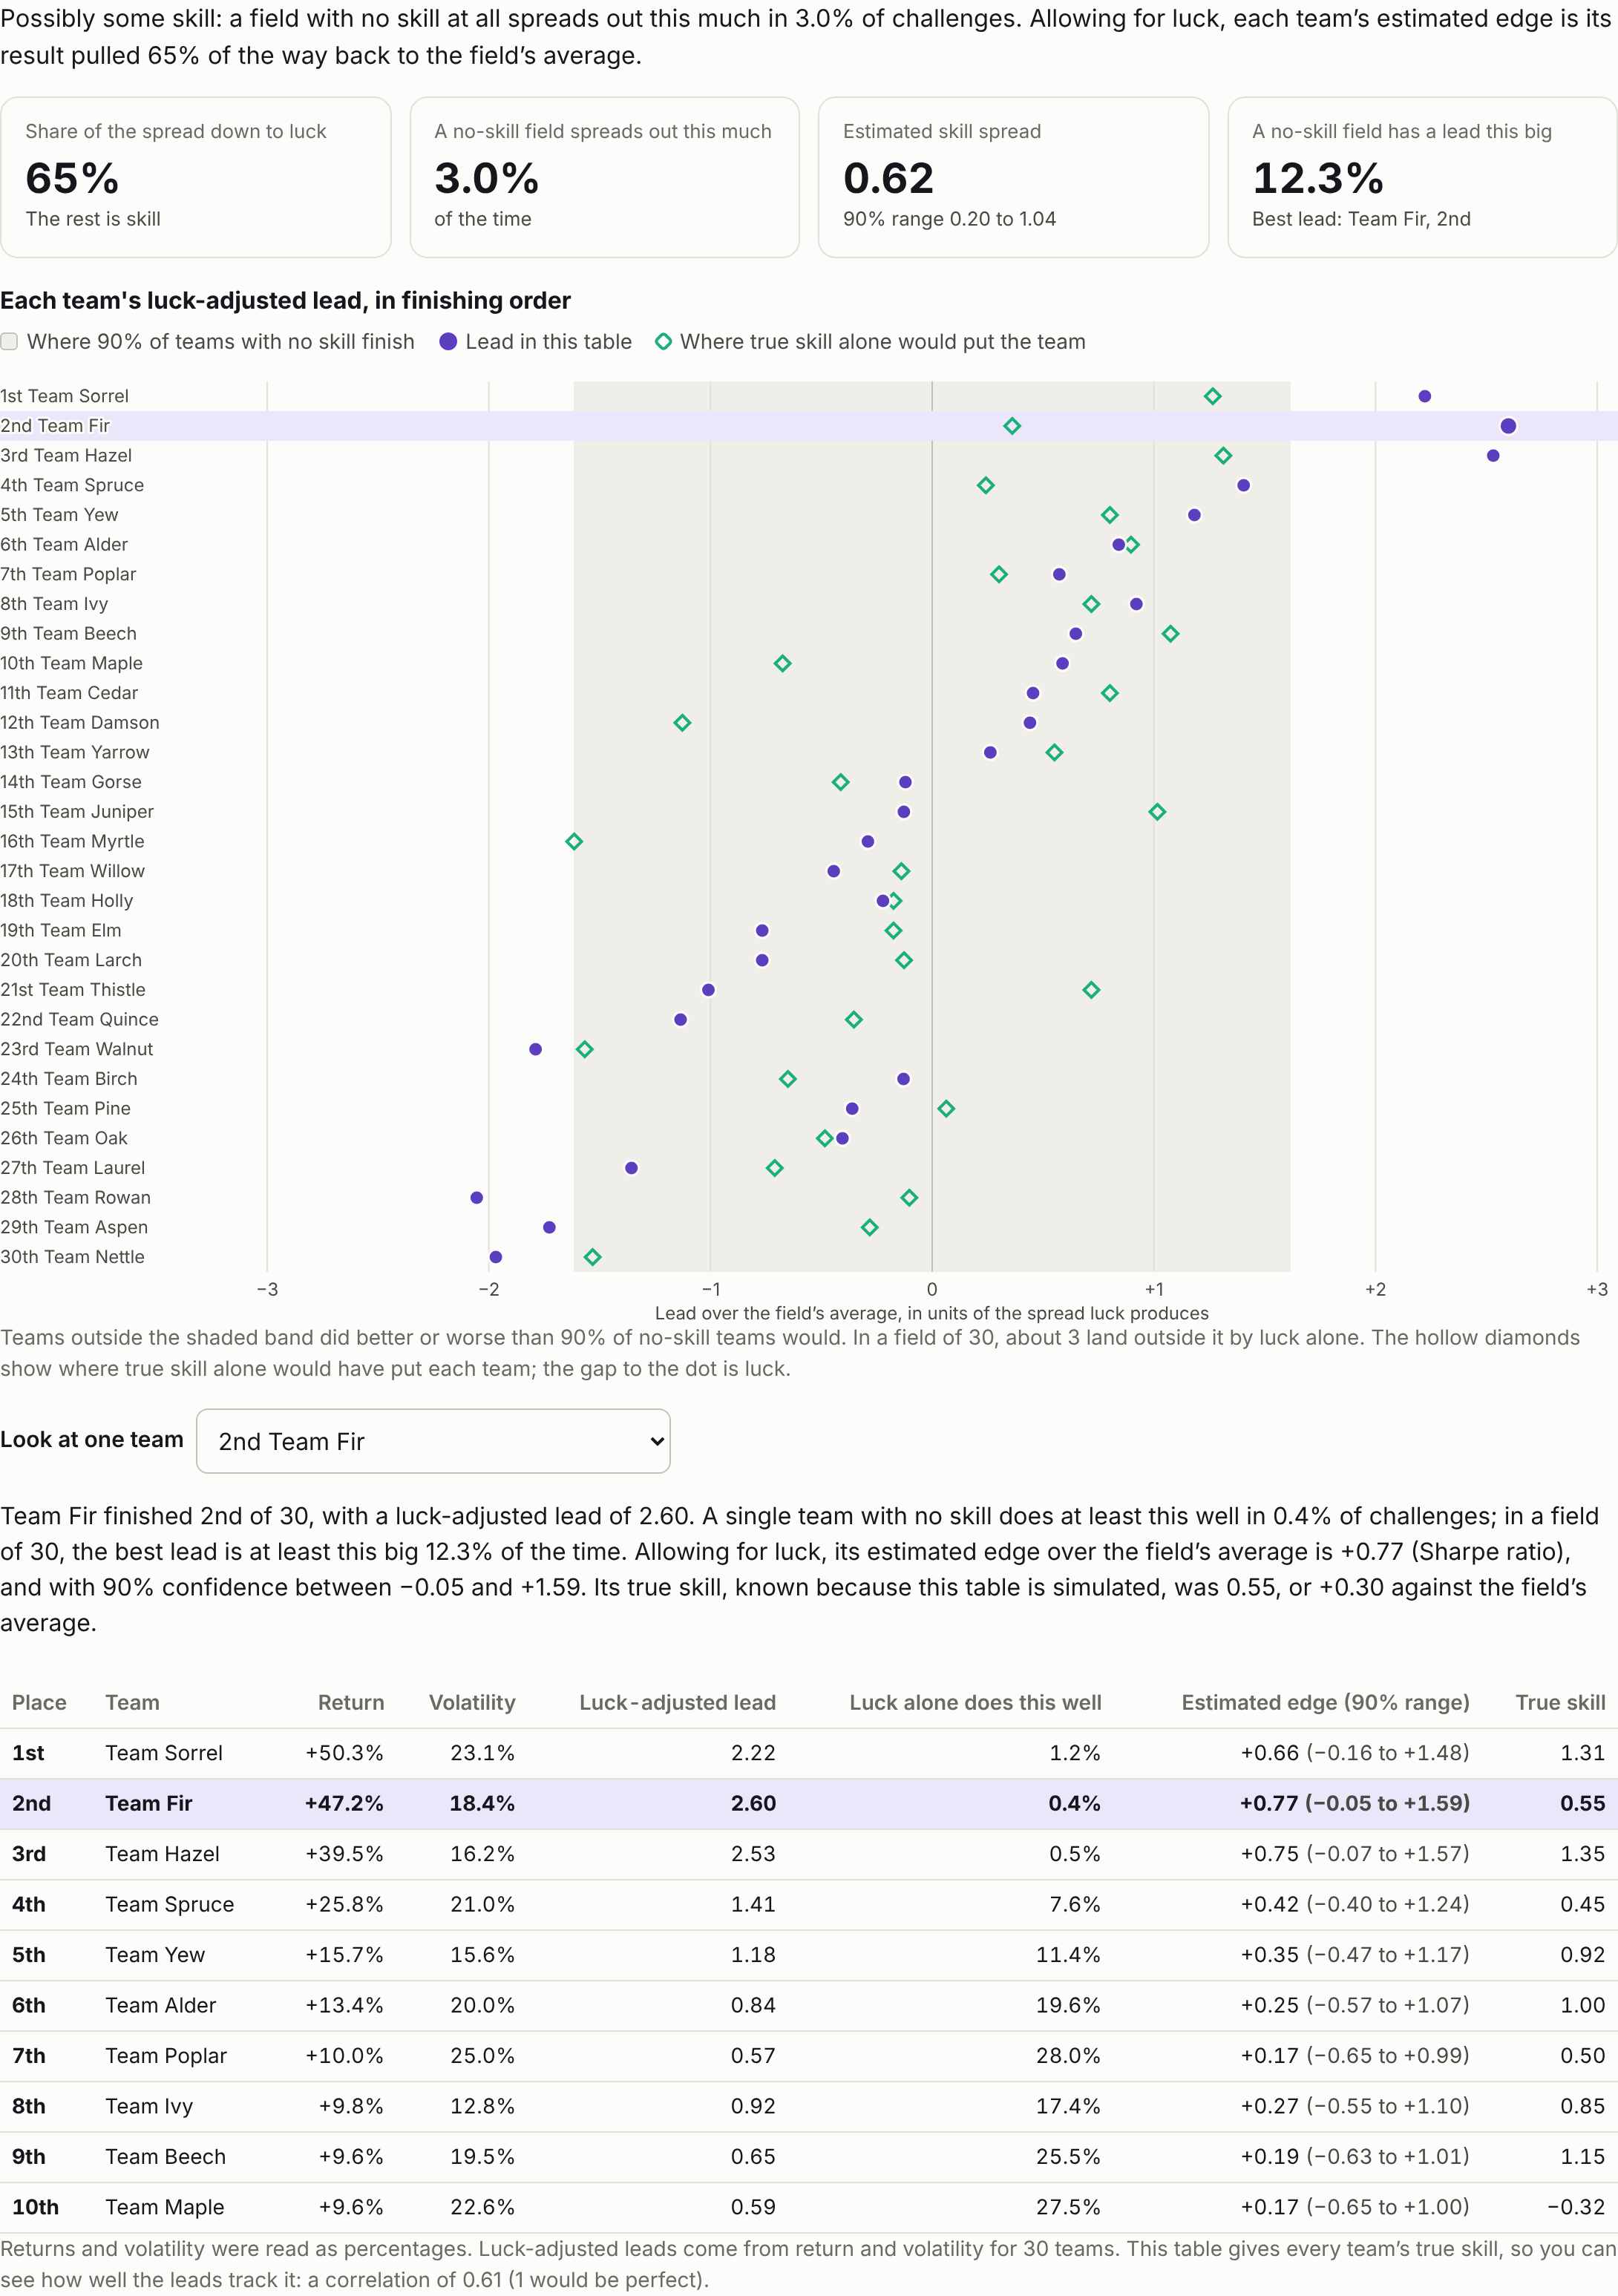 Possibly some skill: a field with no skill at all spreads out this much in 3.0% of challenges. Allowing for luck, each team’s estimated edge is its
result pulled 65% of the way back to the field’s average.
Share of the spread down to luck
65%
The rest is skill
A no-skill field spreads out this much
3.0%
of the time
Estimated skill spread
0.62
90% range 0.20 to 1.04
A no-skill field has a lead this big
12.3%
Best lead: Team Fir, 2nd
Each team's luck-adjusted lead, in finishing order
Where 90% of teams with no skill finish Lead in this table Where true skill alone would put the team
1st Team Sorrel
2nd Team Fir
3rd Team Hazel
4th Team Spruce
5th Team Yew
6th Team Alder
7th Team Poplar
8th Team Ivy
9th Team Beech
10th Team Maple
11th Team Cedar
12th Team Damson
13th Team Yarrow
14th Team Gorse
15th Team Juniper
16th Team Myrtle
17th Team Willow
18th Team Holly
19th Team Elm
20th Team Larch
21st Team Thistle
22nd Team Quince
23rd Team Walnut
24th Team Birch
25th Team Pine
26th Team Oak
27th Team Laurel
28th Team Rowan
29th Team Aspen
30th Team Nettle
−3 −2 −1 0 +1 +2 +3
Lead over the field’s average, in units of the spread luck produces
Teams outside the shaded band did better or worse than 90% of no-skill teams would. In a field of 30, about 3 land outside it by luck alone. The hollow diamonds
show where true skill alone would have put each team; the gap to the dot is luck.
Look at one team 2nd Team Fir
Team Fir finished 2nd of 30, with a luck-adjusted lead of 2.60. A single team with no skill does at least this well in 0.4% of challenges; in a field
of 30, the best lead is at least this big 12.3% of the time. Allowing for luck, its estimated edge over the field’s average is +0.77 (Sharpe ratio),
and with 90% confidence between −0.05 and +1.59. Its true skill, known because this table is simulated, was 0.55, or +0.30 against the field’s
average.
Place Team Return Volatility Luck-adjusted lead Luck alone does this well Estimated edge (90% range) True skill
1st Team Sorrel +50.3% 23.1% 2.22 1.2% +0.66 (−0.16 to +1.48) 1.31
2nd Team Fir +47.2% 18.4% 2.60 0.4% +0.77 (−0.05 to +1.59) 0.55
3rd Team Hazel +39.5% 16.2% 2.53 0.5% +0.75 (−0.07 to +1.57) 1.35
4th Team Spruce +25.8% 21.0% 1.41 7.6% +0.42 (−0.40 to +1.24) 0.45
5th Team Yew +15.7% 15.6% 1.18 11.4% +0.35 (−0.47 to +1.17) 0.92
6th Team Alder +13.4% 20.0% 0.84 19.6% +0.25 (−0.57 to +1.07) 1.00
7th Team Poplar +10.0% 25.0% 0.57 28.0% +0.17 (−0.65 to +0.99) 0.50
8th Team Ivy +9.8% 12.8% 0.92 17.4% +0.27 (−0.55 to +1.10) 0.85
9th Team Beech +9.6% 19.5% 0.65 25.5% +0.19 (−0.63 to +1.01) 1.15
10th Team Maple +9.6% 22.6% 0.59 27.5% +0.17 (−0.65 to +1.00) −0.32
Returns and volatility were read as percentages. Luck-adjusted leads come from return and volatility for 30 teams. This table gives every team’s true skill, so you can
see how well the leads track it: a correlation of 0.61 (1 would be perfect).